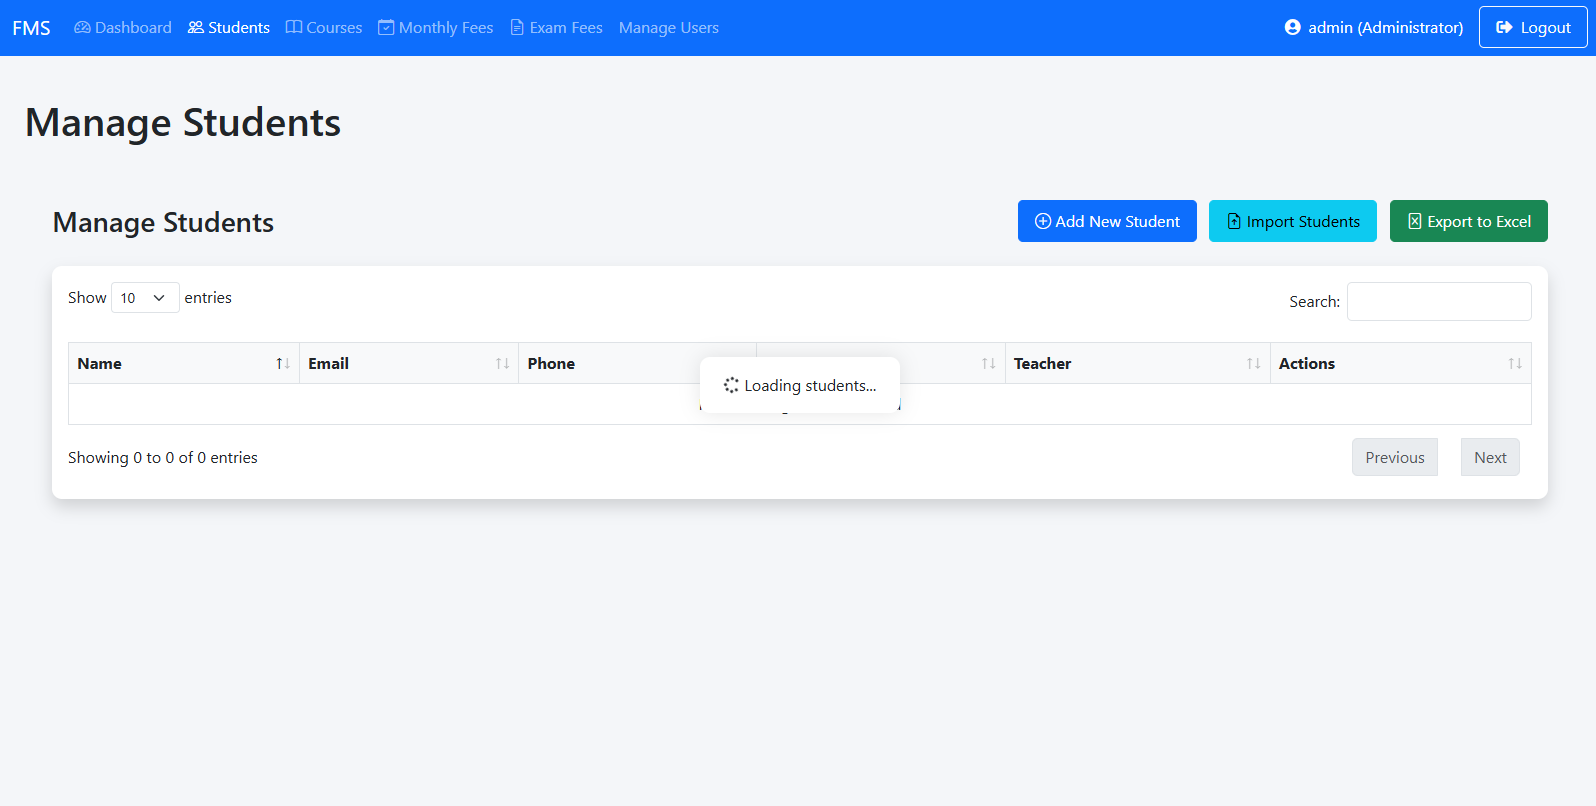 FMS Dashboard Students Courses Monthly Fees Exam Fees Manage Users admin (Administrator) Logout
Manage Students
Manage Students Add New Student Import Students Export to Excel
Show 10 entries Search:
Name Email Phone Teacher Actions
Loading students...
Showing 0 to 0 of 0 entries Previous Next